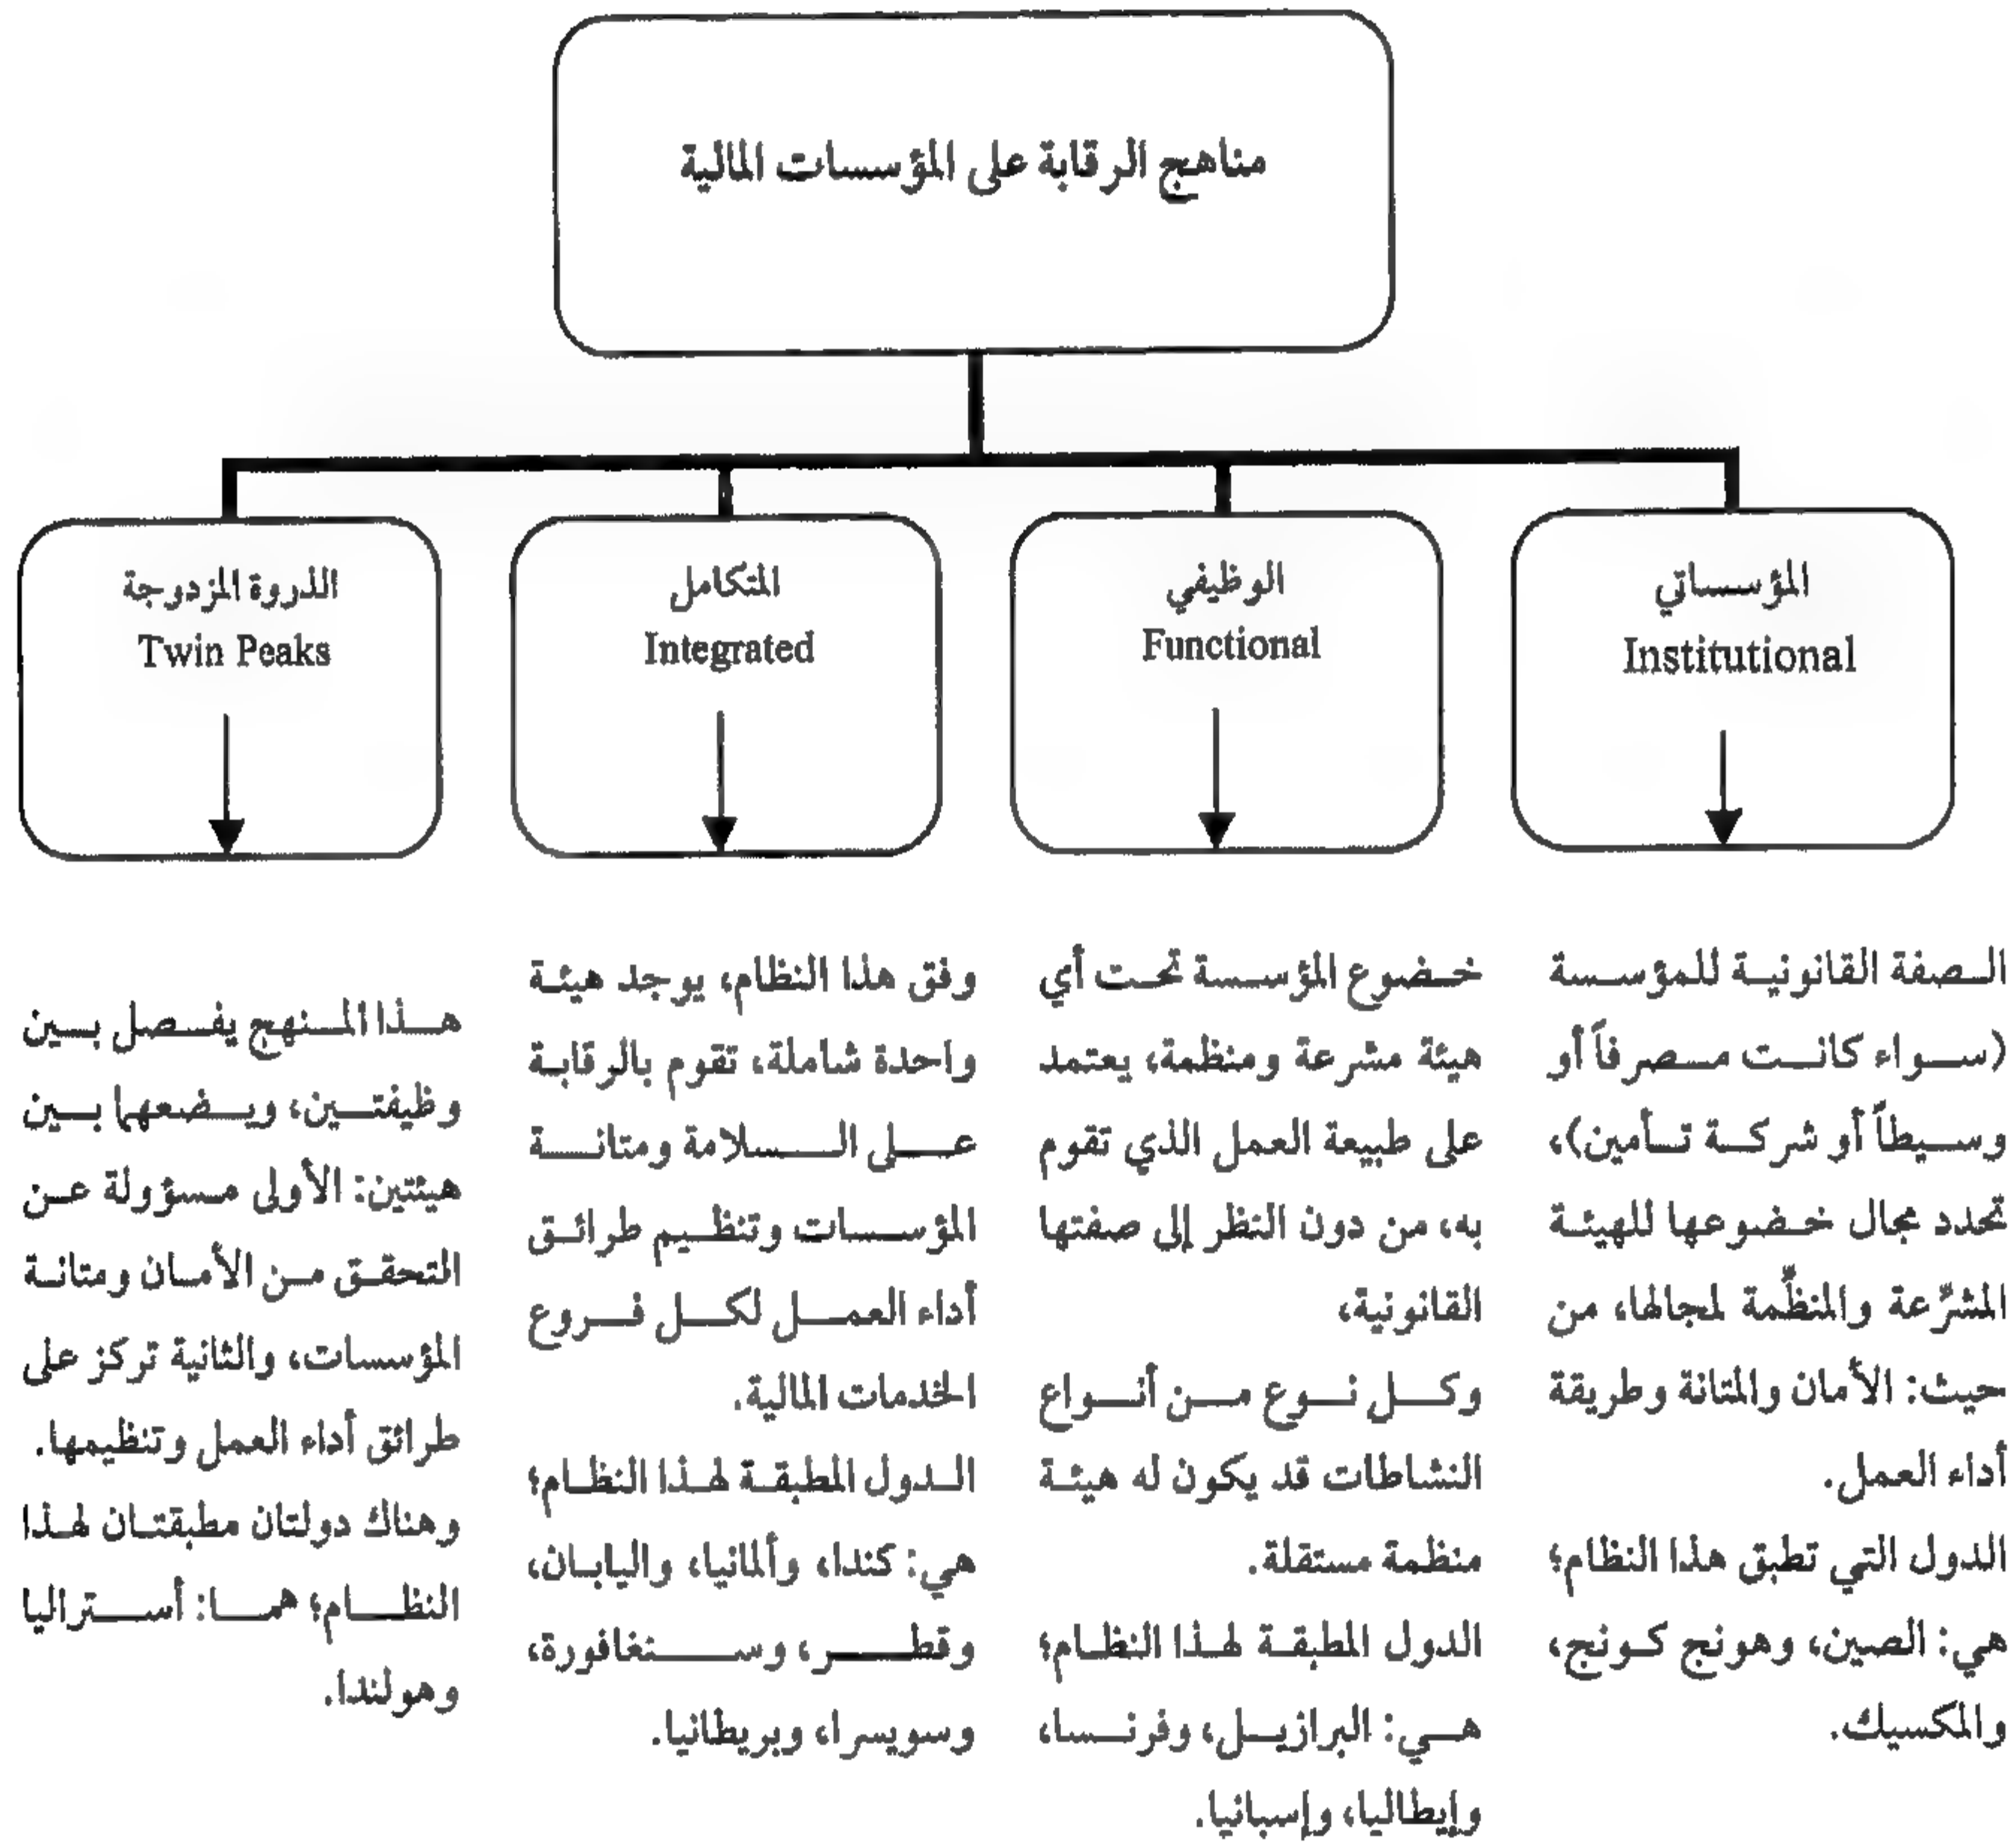 مناهج الرقابة على المؤسسات المالية
المؤسساتي
Institutional
الصفة القانونية للمؤسسة
(سواء كانت مصرفاً أو
وسيطاً أو شركة تأمين)،
تحدد مجال خضوعها للهيئة
المشرّعة والمنظّمة لمجالها، من
حيث: الأمان والمتانة وطريقة
أداء العمل.
الدول التي تطبق هذا النظام؛
هي: الصين، وهونج كونج،
والمكسيك.
الوظيفي
Functional
خضوع المؤسسة تحت أي
هيئة مشرعة ومنظمة، يعتمد
على طبيعة العمل الذي تقوم
به، من دون النظر إلى صفتها
القانونية،
وكل نوع من أنواع
النشاطات قد يكون له هيئة
منظمة مستقلة.
الدول المطبقة لهذا النظام؛
هي: البرازيل، وفرنسا،
وإيطاليا، وإسبانيا.
المتكامل
Integrated
وفق هذا النظام، يوجد هيئة
واحدة شاملة، تقوم بالرقابة
على السلامة ومتانة
المؤسسات وتنظيم طرائق
أداء العمل لكل فروع
الخدمات المالية.
الدول المطبقة لهذا النظام؛
هي: كندا، وألمانيا، واليابان،
وقطر، وسنغافورة،
وسويسرا، وبريطانيا.
الذروة المزدوجة
Twin Peaks
هذا المنهج يفصل بين
وظيفتين، ويضعهما بين
هيئتين: الأولى مسؤولة عن
التحقق من الأمان ومتانة
المؤسسات، والثانية تركز على
طرائق أداء العمل وتنظيمها.
وهناك دولتان مطبقتان لهذا
النظام؛ هما: أستراليا
وهولندا.